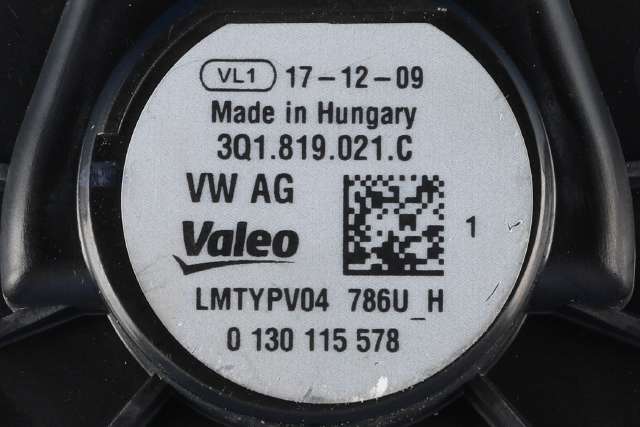 VL1 17-12-09
Made in Hungary
3Q1.819.021.C
VW AG
Valeo
1
LMTYPV04 786U_H
0 130 115 578